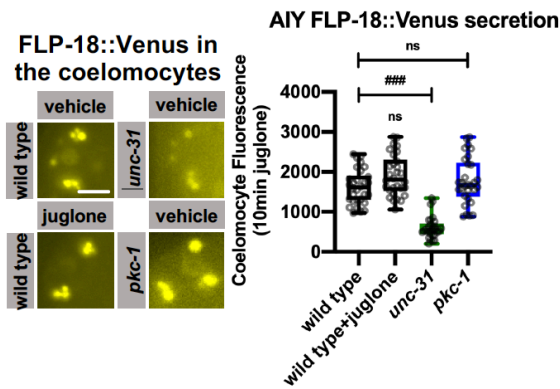 FLP-18::Venus in
the coelomocytes
vehicle
vehicle
wild type
unc-31
juglone
vehicle
wild type
pkc-1
AIY FLP-18::Venus secretion
ns
###
ns
Coelomocyte Fluorescence
(10min juglone)
4000
3000
2000
1000
0
wild type
wild type+juglone
unc-31
pkc-1